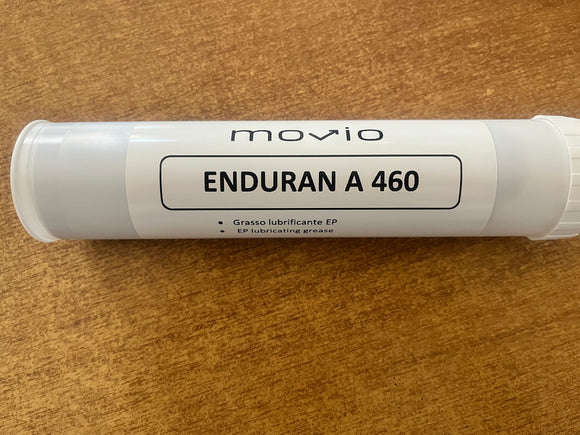 movio
ENDURAN A 460
• Grasso lubrificante EP
• EP lubricating grease